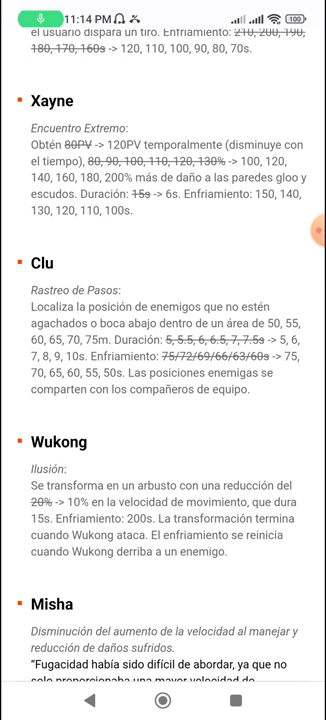 11:14 PM
100
el usuario dispara un tiro. Enfriamiento: 210, 200, 190,
180, 170, 160s -> 120, 110, 100, 90, 80, 70s.
Xayne
Encuentro Extremo:
Obtén 80PV -> 120PV temporalmente (disminuye con
el tiempo), 80, 90, 100, 110, 120, 130% -> 100, 120,
140, 160, 180, 200% más de daño a las paredes gloo y
escudos. Duración: 15s -> 6s. Enfriamiento: 150, 140,
130, 120, 110, 100s.
Clu
Rastreo de Pasos:
Localiza la posición de enemigos que no estén
agachados o boca abajo dentro de un área de 50, 55,
60, 65, 70, 75m. Duración: 5, 5.5, 6, 6.5, 7, 7.5s -> 5, 6,
7, 8, 9, 10s. Enfriamiento: 75/72/69/66/63/60s -> 75,
70, 65, 60, 55, 50s. Las posiciones enemigas se
comparten con los compañeros de equipo.
Wukong
Ilusión:
Se transforma en un arbusto con una reducción del
20% -> 10% en la velocidad de movimiento, que dura
15s. Enfriamiento: 200s. La transformación termina
cuando Wukong ataca. El enfriamiento se reinicia
cuando Wukong derriba a un enemigo.
Misha
Disminución del aumento de la velocidad al manejar y
reducción de daños sufridos.
“Fugacidad había sido difícil de abordar, ya que no
solo proporcionaba una mayor velocidad de